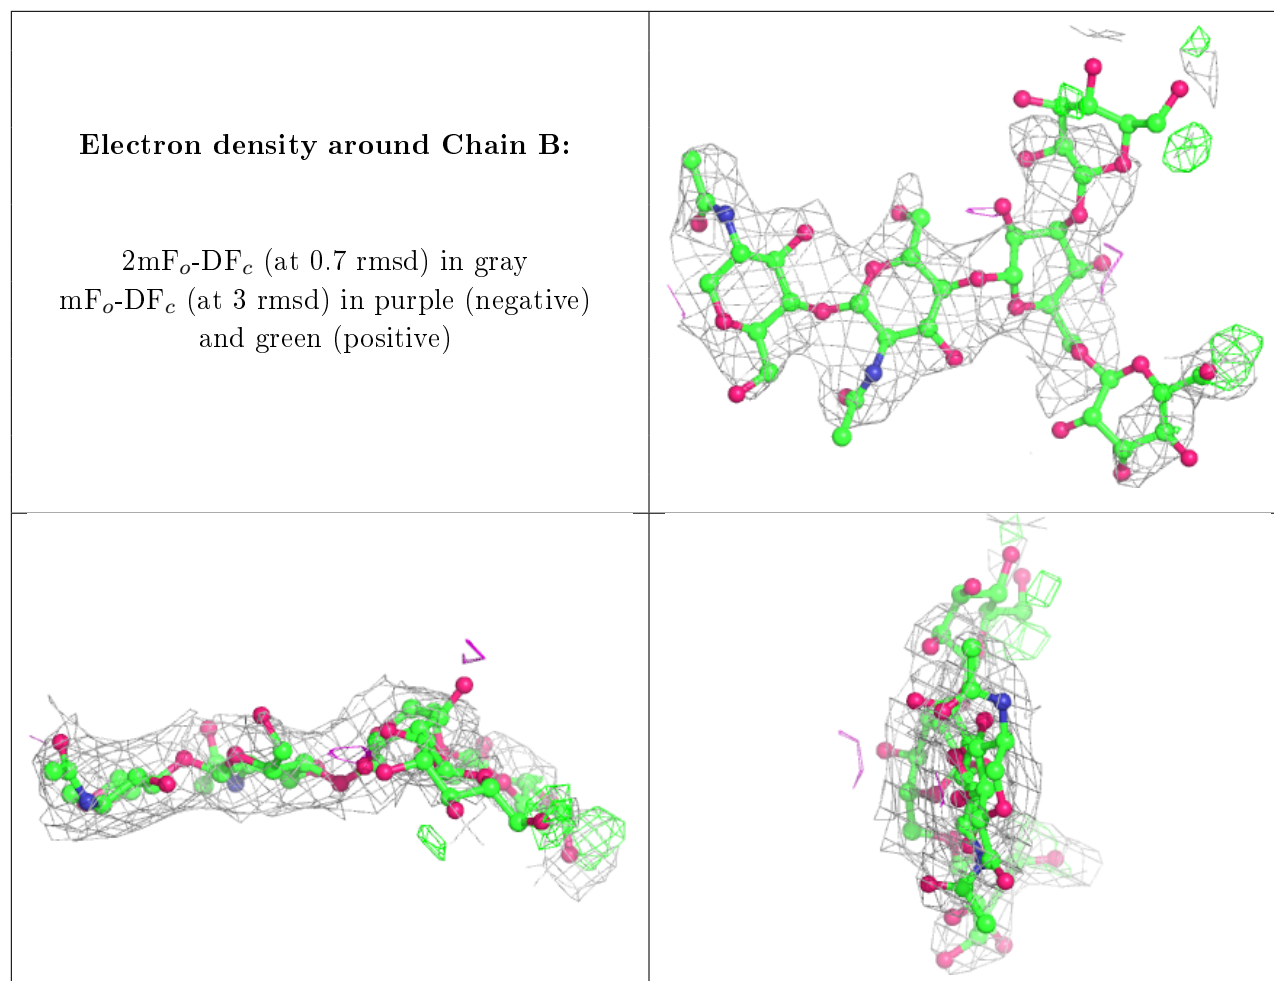 Electron density around Chain B:
2mFₒ-DF𝒸 (at 0.7 rmsd) in gray
mFₒ-DF𝒸 (at 3 rmsd) in purple (negative)
and green (positive)